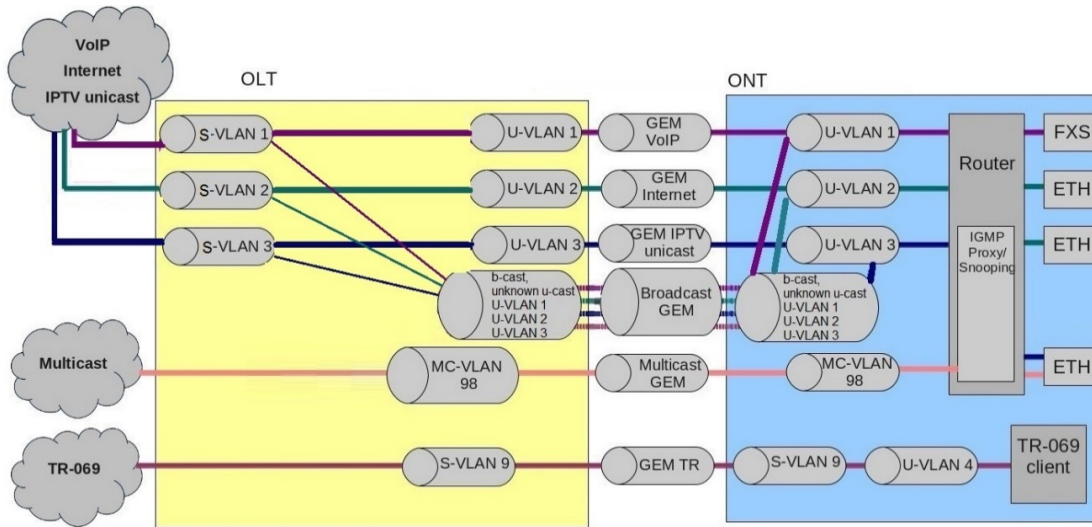 VoIP
Internet
IPTV unicast
OLT
ONT
S-VLAN 1
U-VLAN 1
GEM
VoIP
U-VLAN 1
FXS
Router
S-VLAN 2
U-VLAN 2
GEM
Internet
U-VLAN 2
ETH
S-VLAN 3
U-VLAN 3
GEM IPTV
unicast
U-VLAN 3
IGMP
Proxy/
Snooping
ETH
b-cast,
unknown u-cast
U-VLAN 1
U-VLAN 2
U-VLAN 3
Broadcast
GEM
b-cast,
unknown u-cast
U-VLAN 1
U-VLAN 2
U-VLAN 3
Multicast
MC-VLAN
98
Multicast
GEM
MC-VLAN
98
ETH
TR-069
S-VLAN 9
GEM TR
S-VLAN 9
U-VLAN 4
TR-069
client